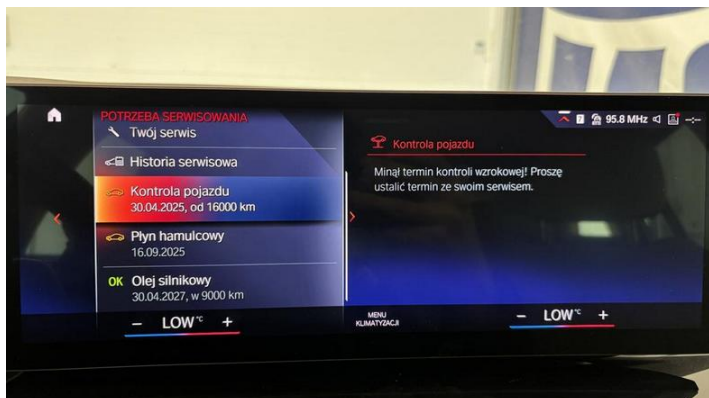 POTRZEBA SERWISOWANIA
Twój serwis
Historia serwisowa
Kontrola pojazdu
30.04.2025, od 16000 km
Płyn hamulcowy
16.09.2025
OK Olej silnikowy
30.04.2027, w 9000 km
95.8 MHz --:--
Kontrola pojazdu
Minął termin kontroli wzrokowej! Proszę
ustalić termin ze swoim serwisem.
- LOW °C +
MENU
KLIMATYZACJI
- LOW °C +